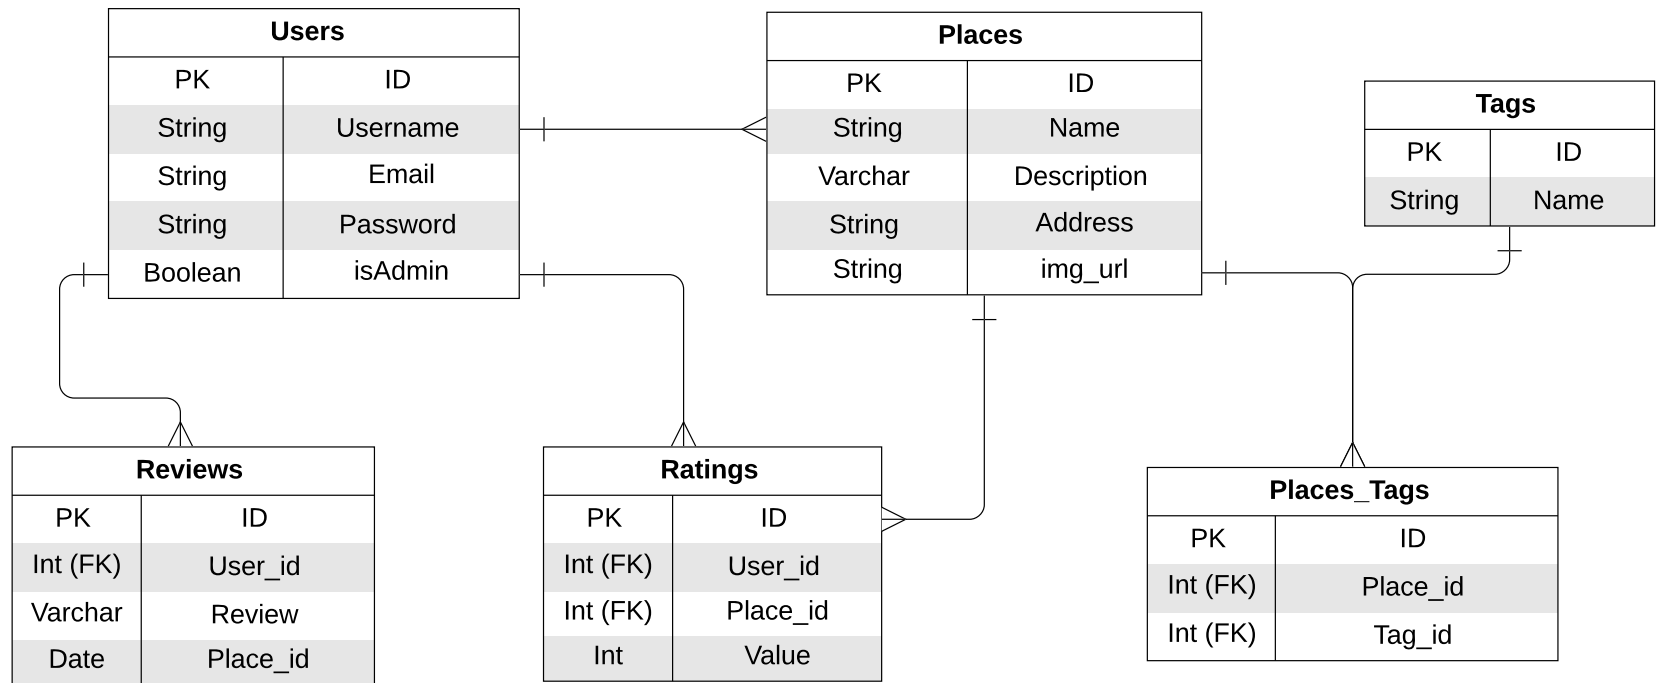 Users
PK ID
String Username
String Email
String Password
Boolean isAdmin
Places
PK ID
String Name
Varchar Description
String Address
String img_url
Tags
PK ID
String Name
Reviews
PK ID
Int (FK) User_id
Varchar Review
Date Place_id
Ratings
PK ID
Int (FK) User_id
Int (FK) Place_id
Int Value
Places_Tags
PK ID
Int (FK) Place_id
Int (FK) Tag_id